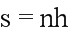 s = nh